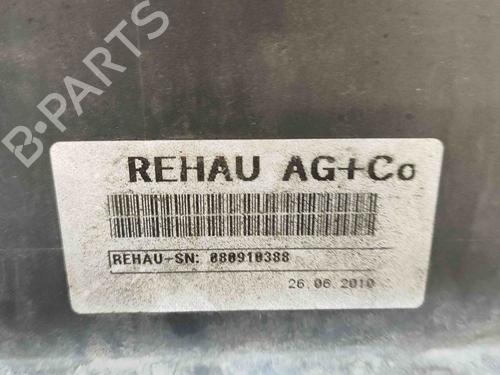 B-PARTS
REHAU AG+Co
REHAU-SN: 080910388
26.06.2010